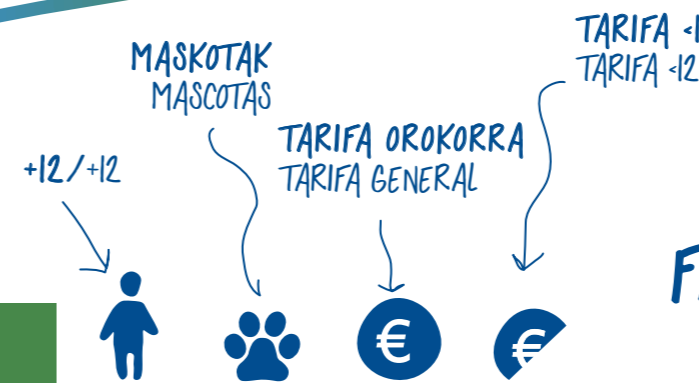 MASKOTAK
MASCOTAS
TARIFA
TARIFA <12
TARIFA OROKORRA
TARIFA GENERAL
+12/+12
€
€